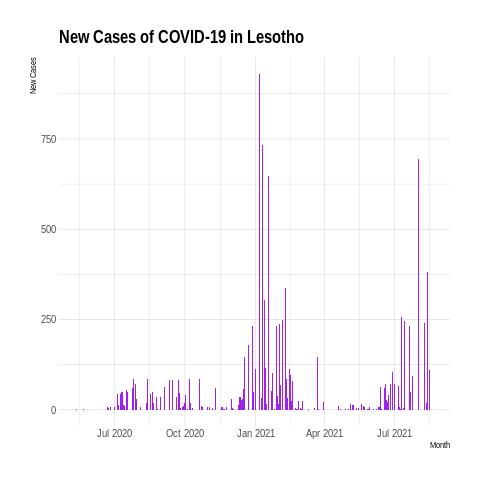 New Cases of COVID-19 in Lesotho
New Cases
750
500
250
0
Jul 2020 Oct 2020 Jan 2021 Apr 2021 Jul 2021
Month